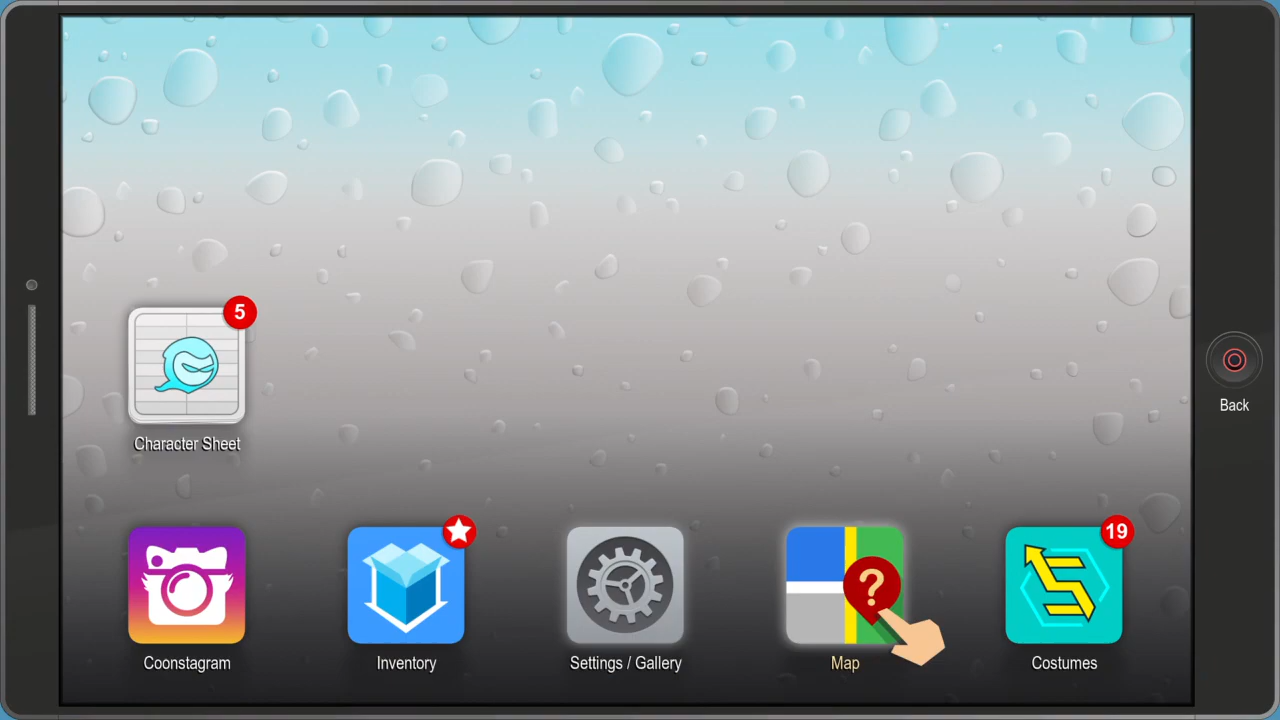 5
Character Sheet
Back
19
?
Coonstagram
Inventory
Settings / Gallery
Map
Costumes